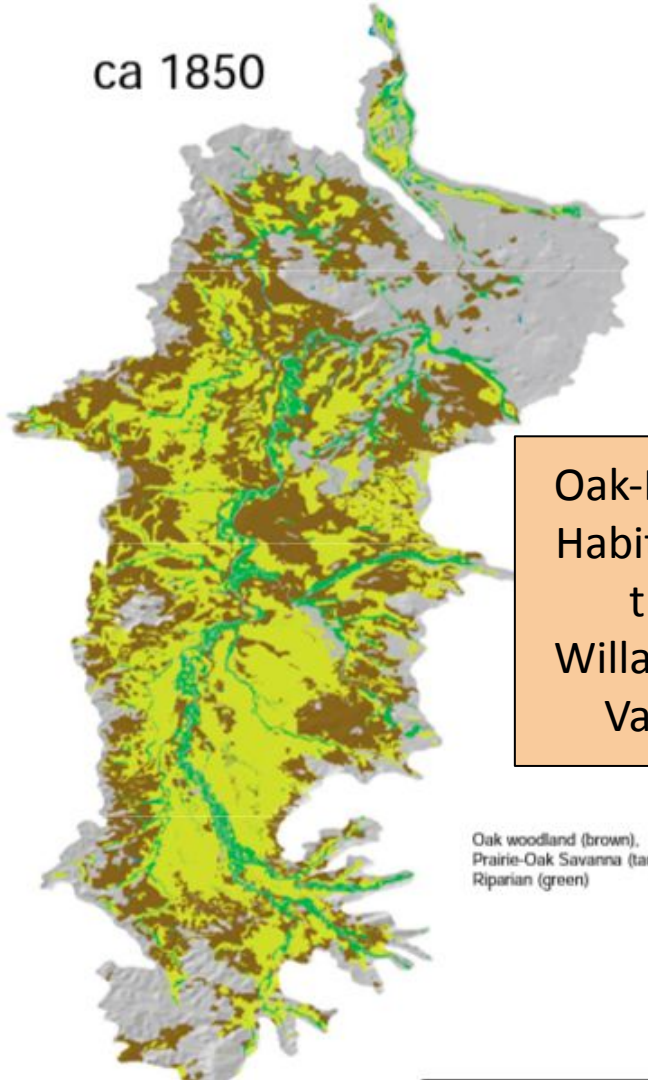 ca 1850
Oak-
Habit
t
Willa
Va
Oak woodland (brown),
Prairie-Oak Savanna (ta
Riparian (green)